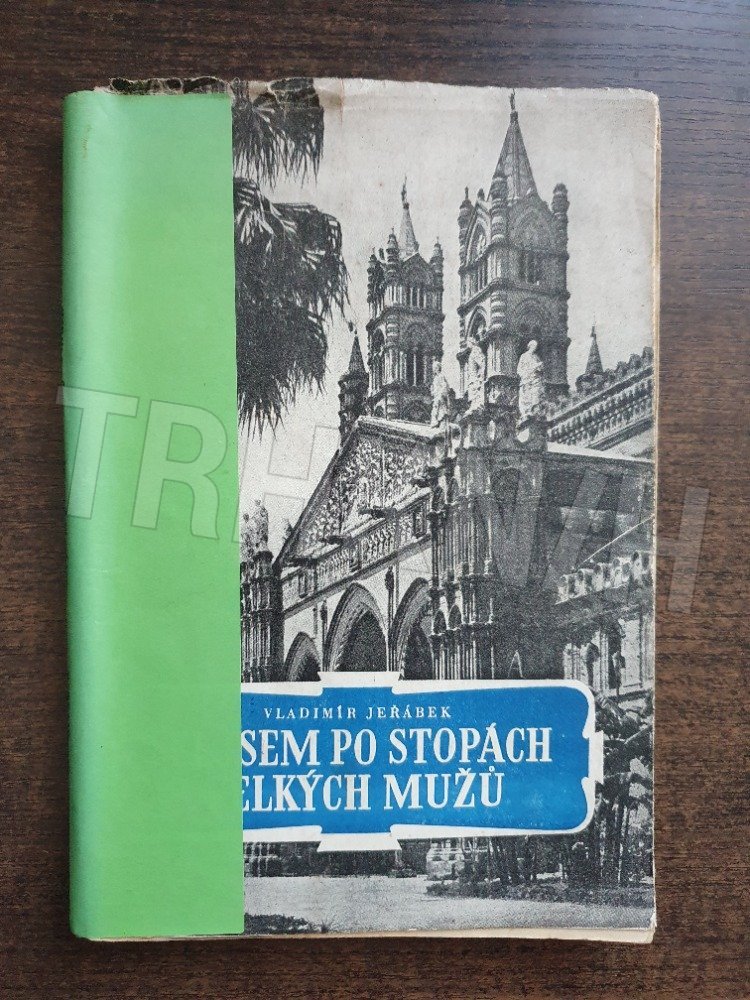 VLADIMÍR JEŘÁBEK
SEM PO STOPÁCH
ELKÝCH MUŽŮ